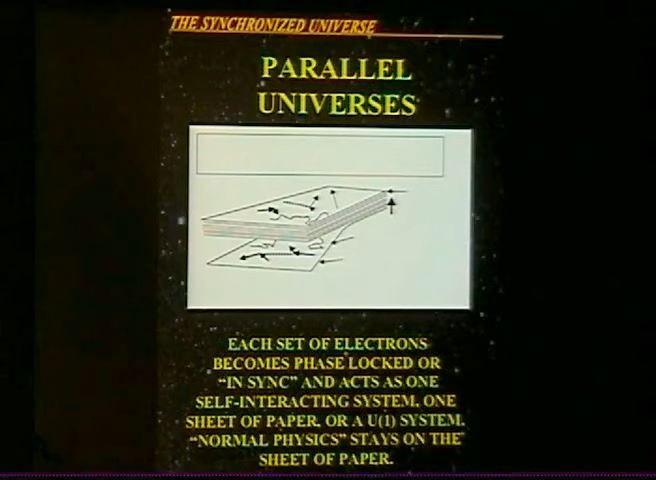 THE SYNCHRONIZED UNIVERSE
PARALLEL
UNIVERSES
EACH SET OF ELECTRONS
BECOMES PHASE LOCKED OR
“IN SYNC” AND ACTS AS ONE
SELF-INTERACTING SYSTEM, ONE
SHEET OF PAPER, OR A U(1) SYSTEM.
“NORMAL PHYSICS” STAYS ON THE
SHEET OF PAPER.